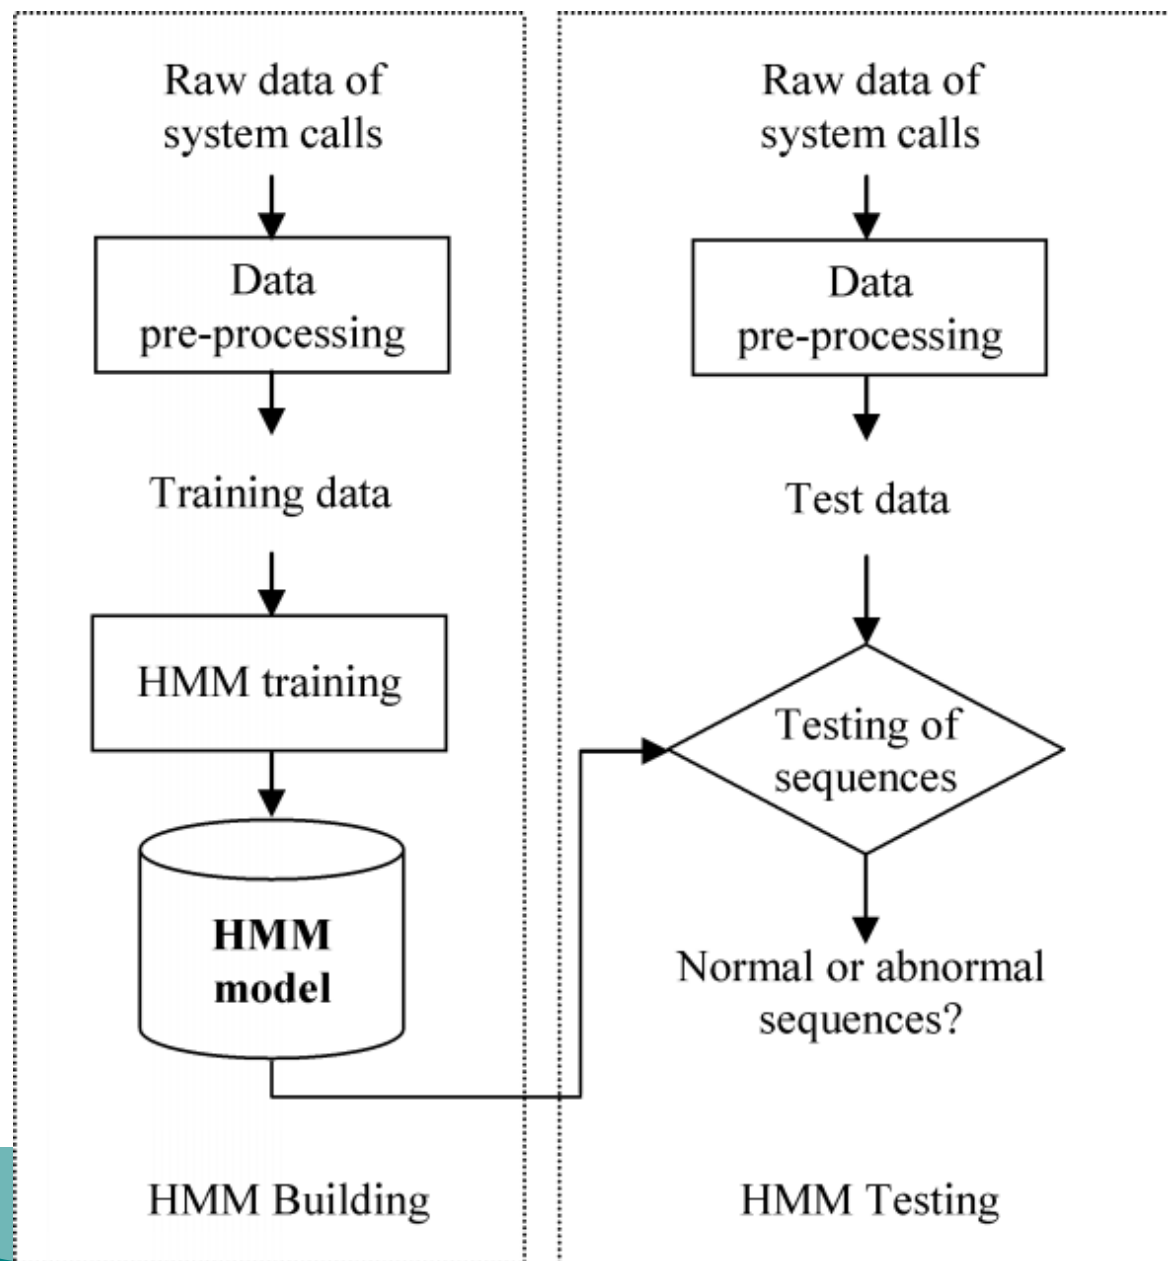 Raw data of
system calls
Data
pre-processing
Training data
HMM training
HMM
model
HMM Building
Raw data of
system calls
Data
pre-processing
Test data
Testing of
sequences
Normal or abnormal
sequences?
HMM Testing